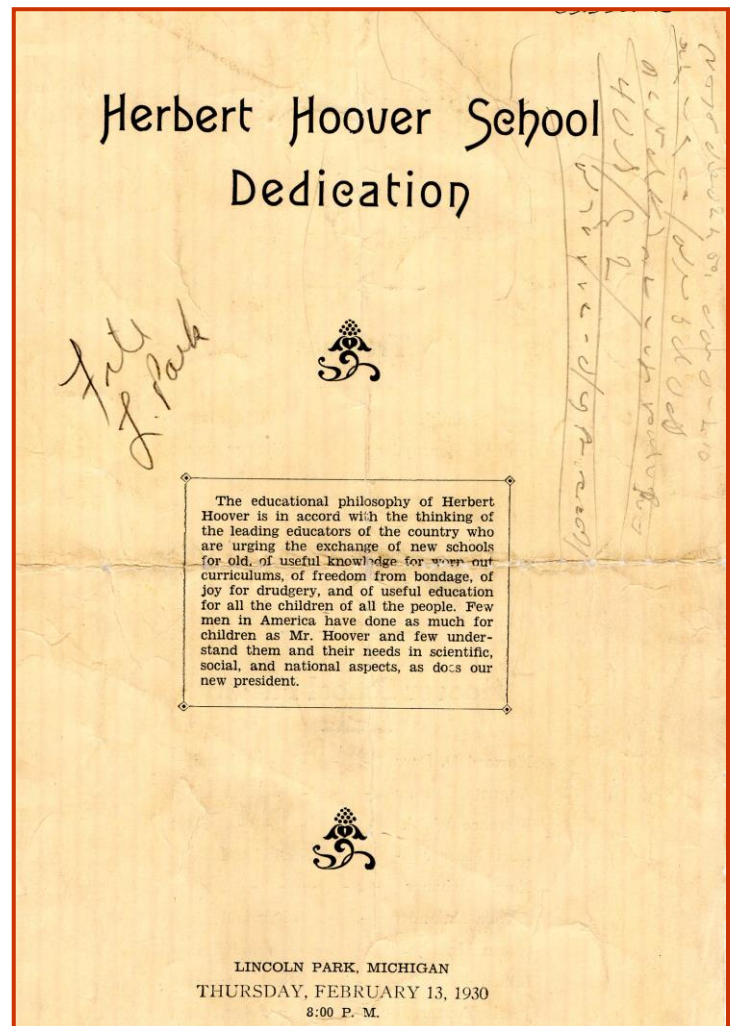 Herbert Hoover School
Dedication
L. Park
The educational philosophy of Herbert
Hoover is in accord with the thinking of
the leading educators of the country who
are urging the exchange of new schools
for old, of useful knowledge for worn out
curriculums, of freedom from bondage, of
joy for drudgery, and of useful education
for all the children of all the people. Few
men in America have done as much for
children as Mr. Hoover and few under-
stand them and their needs in scientific,
social, and national aspects, as does our
new president.
LINCOLN PARK, MICHIGAN
THURSDAY, FEBRUARY 13, 1930
8:00 P. M.